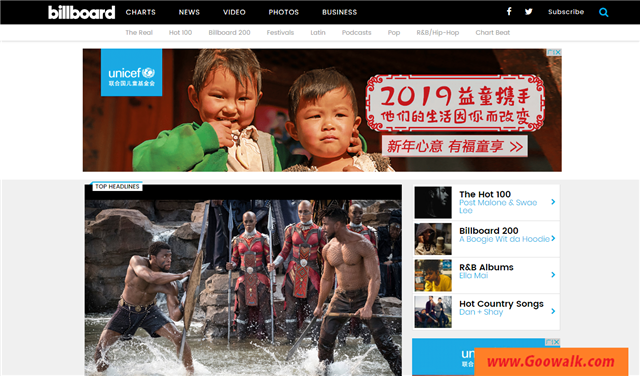 billboard CHARTS NEWS VIDEO PHOTOS BUSINESS Subscribe
The Real Hot 100 Billboard 200 Festivals Latin Podcasts Pop R&B/Hip-Hop Chart Beat
unicef
联合国儿童基金会
2019 益童携手
他们的生活因你而改变
新年心意 有福童享 >>
TOP HEADLINES
The Hot 100
Post Malone & Swae
Lee
Billboard 200
A Boogie Wit da Hoodie
R&B Albums
Ella Mai
Hot Country Songs
Dan + Shay
www.Goowalk.com